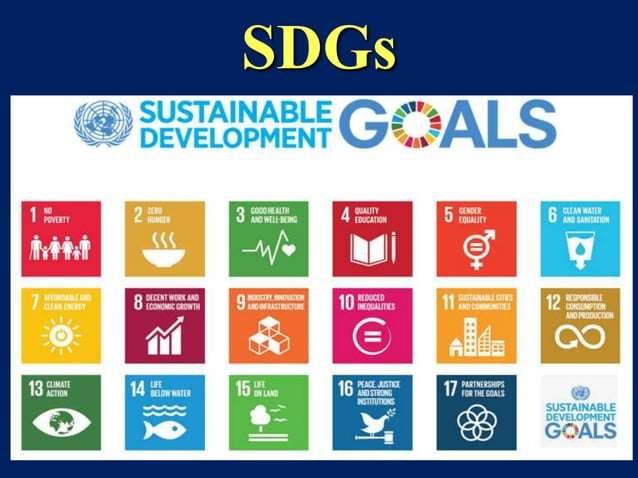 SDGs
SUSTAINABLE
DEVELOPMENT
GOALS
1 NO
POVERTY
2 ZERO
HUNGER
3 GOOD HEALTH
AND WELL-BEING
4 QUALITY
EDUCATION
5 GENDER
EQUALITY
6 CLEAN WATER
AND SANITATION
7 AFFORDABLE AND
CLEAN ENERGY
8 DECENT WORK AND
ECONOMIC GROWTH
9 INDUSTRY, INNOVATION
AND INFRASTRUCTURE
10 REDUCED
INEQUALITIES
11 SUSTAINABLE CITIES
AND COMMUNITIES
12 RESPONSIBLE
CONSUMPTION
AND PRODUCTION
13 CLIMATE
ACTION
14 LIFE
BELOW WATER
15 LIFE
ON LAND
16 PEACE, JUSTICE
AND STRONG
INSTITUTIONS
17 PARTNERSHIPS
FOR THE GOALS
SUSTAINABLE
DEVELOPMENT
GOALS